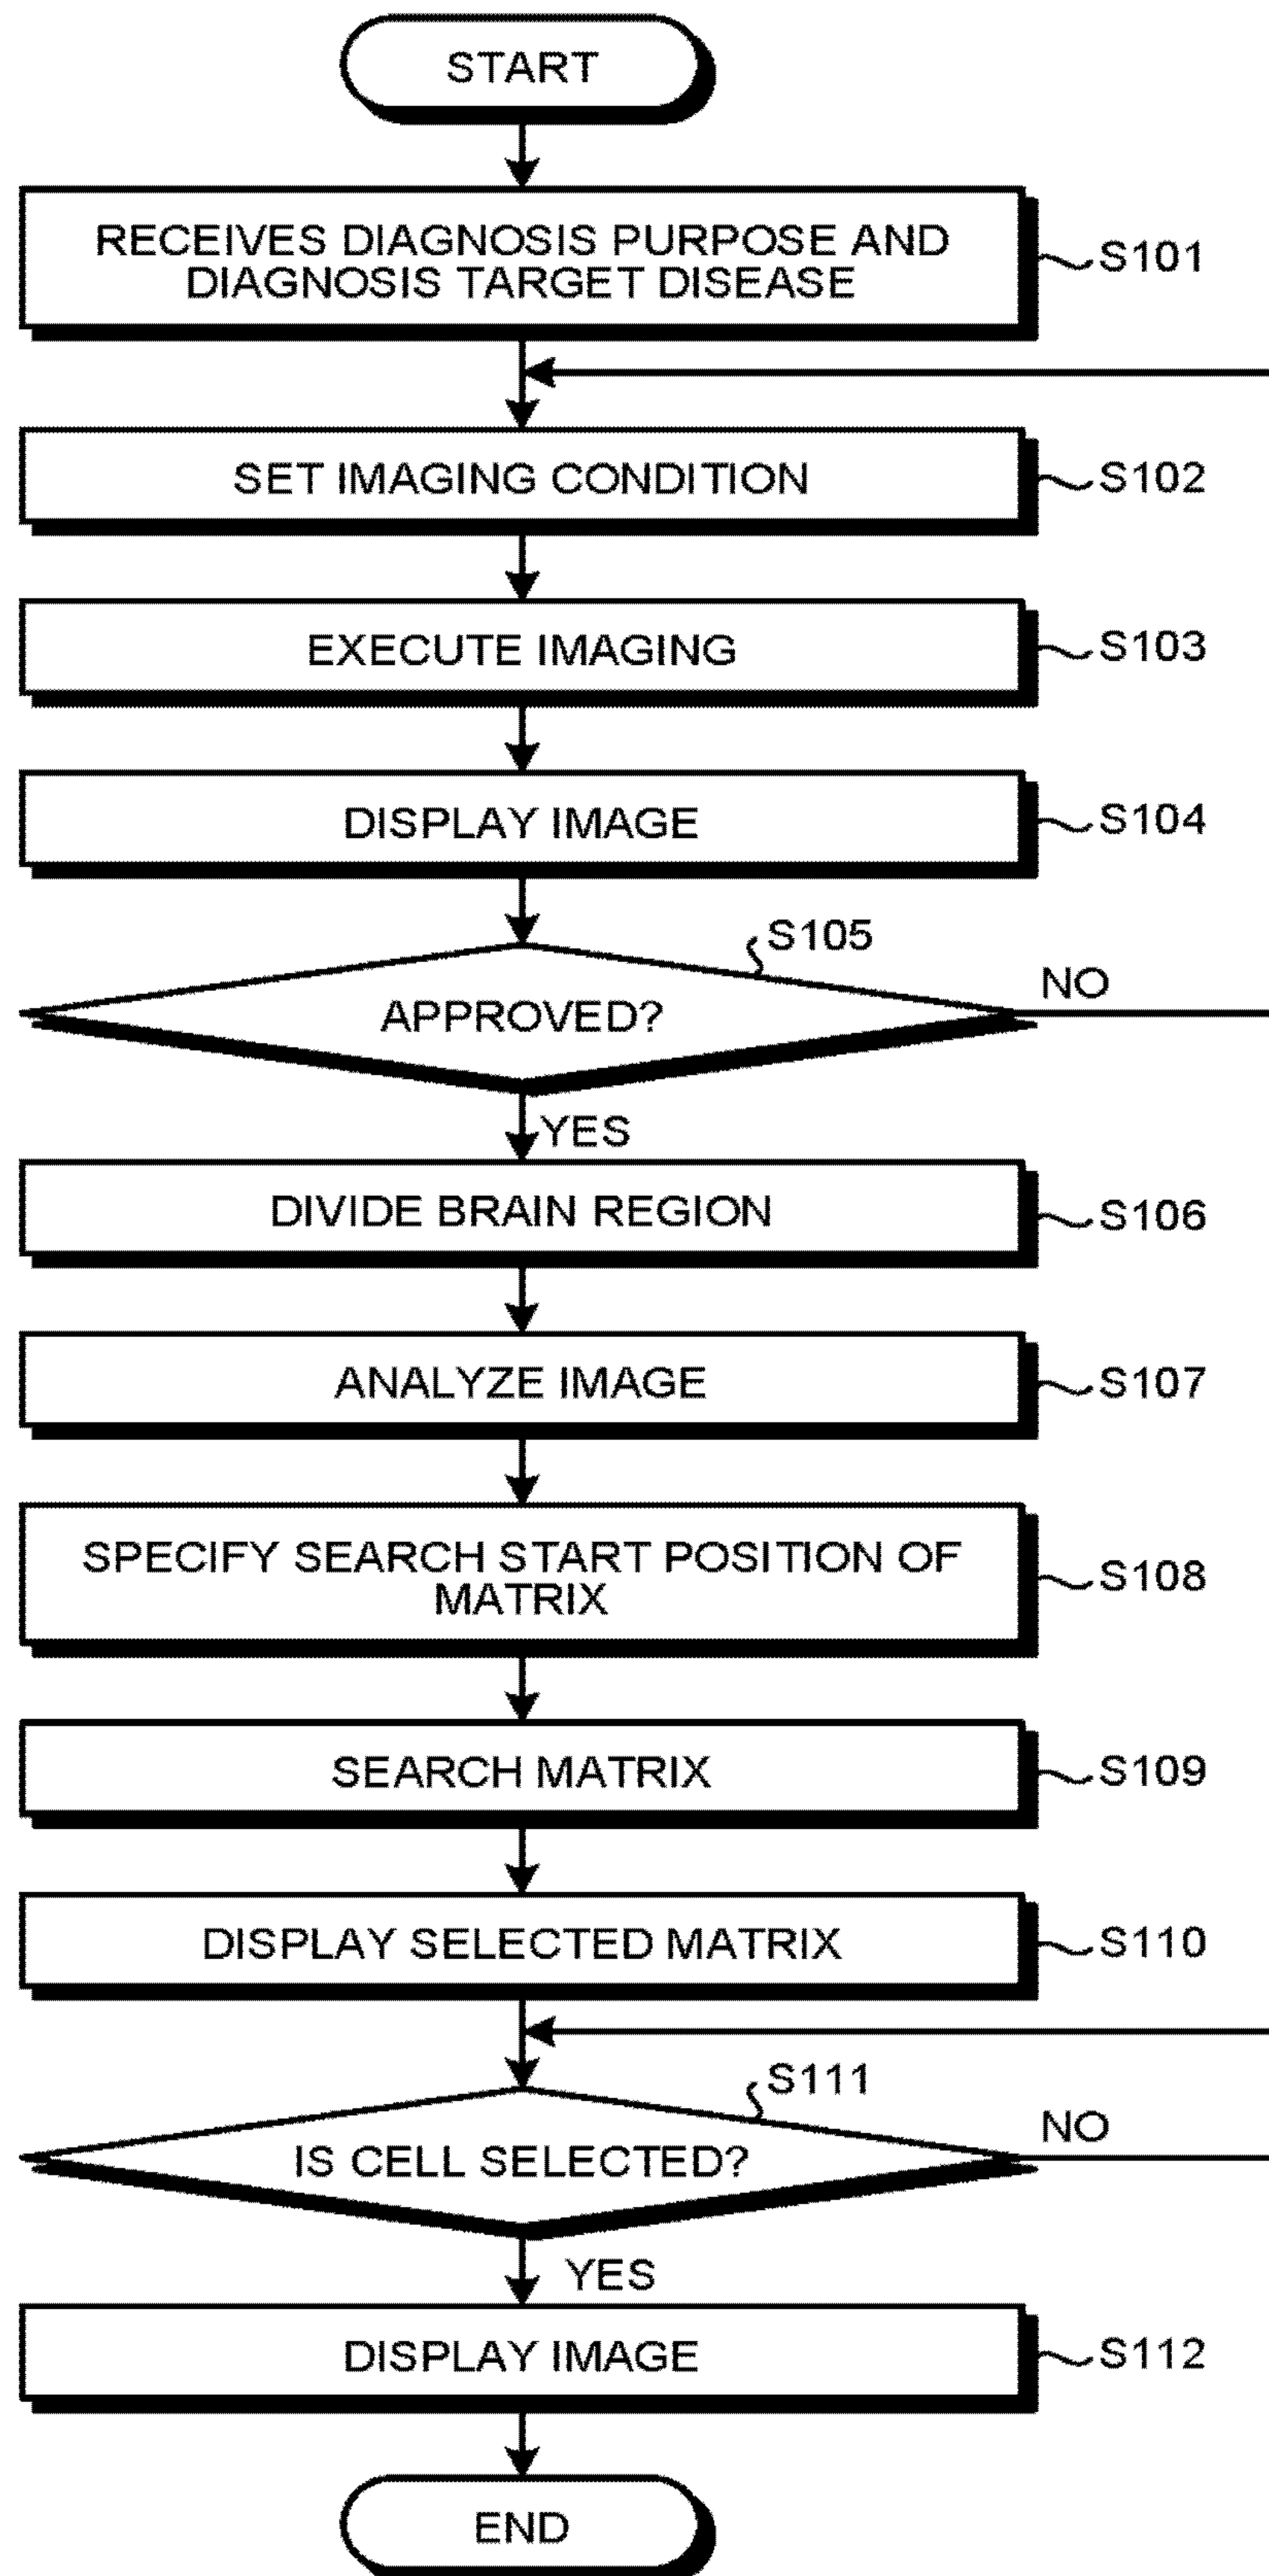 START
RECEIVES DIAGNOSIS PURPOSE AND
DIAGNOSIS TARGET DISEASE
S101
SET IMAGING CONDITION
S102
EXECUTE IMAGING
S103
DISPLAY IMAGE
S104
S105
APPROVED?
NO
YES
DIVIDE BRAIN REGION
S106
ANALYZE IMAGE
S107
SPECIFY SEARCH START POSITION OF
MATRIX
S108
SEARCH MATRIX
S109
DISPLAY SELECTED MATRIX
S110
S111
IS CELL SELECTED?
NO
YES
DISPLAY IMAGE
S112
END